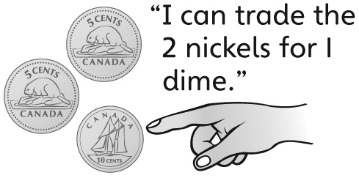 5 CENTS
CANADA
5 CENTS
CANADA
CANADA
10 CENTS
“I can trade the
2 nickels for I
dime.”